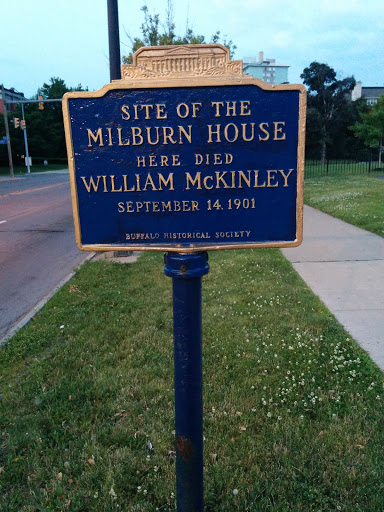 SITE OF THE
MILBURN HOUSE
HERE DIED
WILLIAM McKINLEY
SEPTEMBER 14, 1901
BUFFALO HISTORICAL SOCIETY